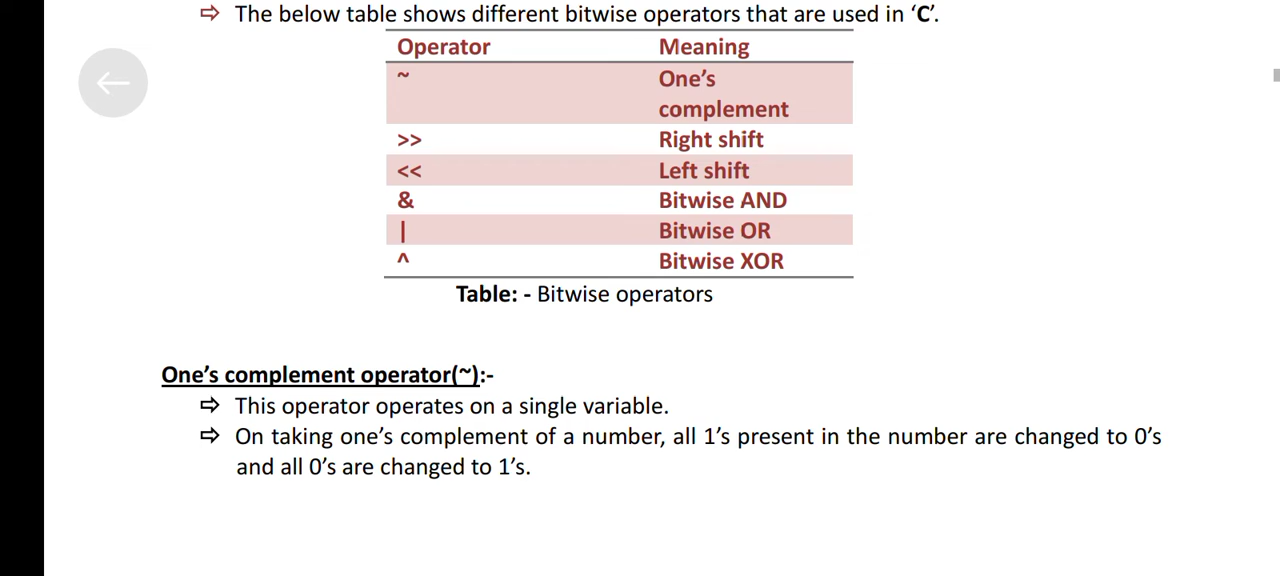 ⇨ The below table shows different bitwise operators that are used in ‘C’.
Operator Meaning
~ One’s
complement
>> Right shift
<< Left shift
& Bitwise AND
| Bitwise OR
^ Bitwise XOR
Table: - Bitwise operators
One’s complement operator(~):-
⇨ This operator operates on a single variable.
⇨ On taking one’s complement of a number, all 1’s present in the number are changed to 0’s
and all 0’s are changed to 1’s.